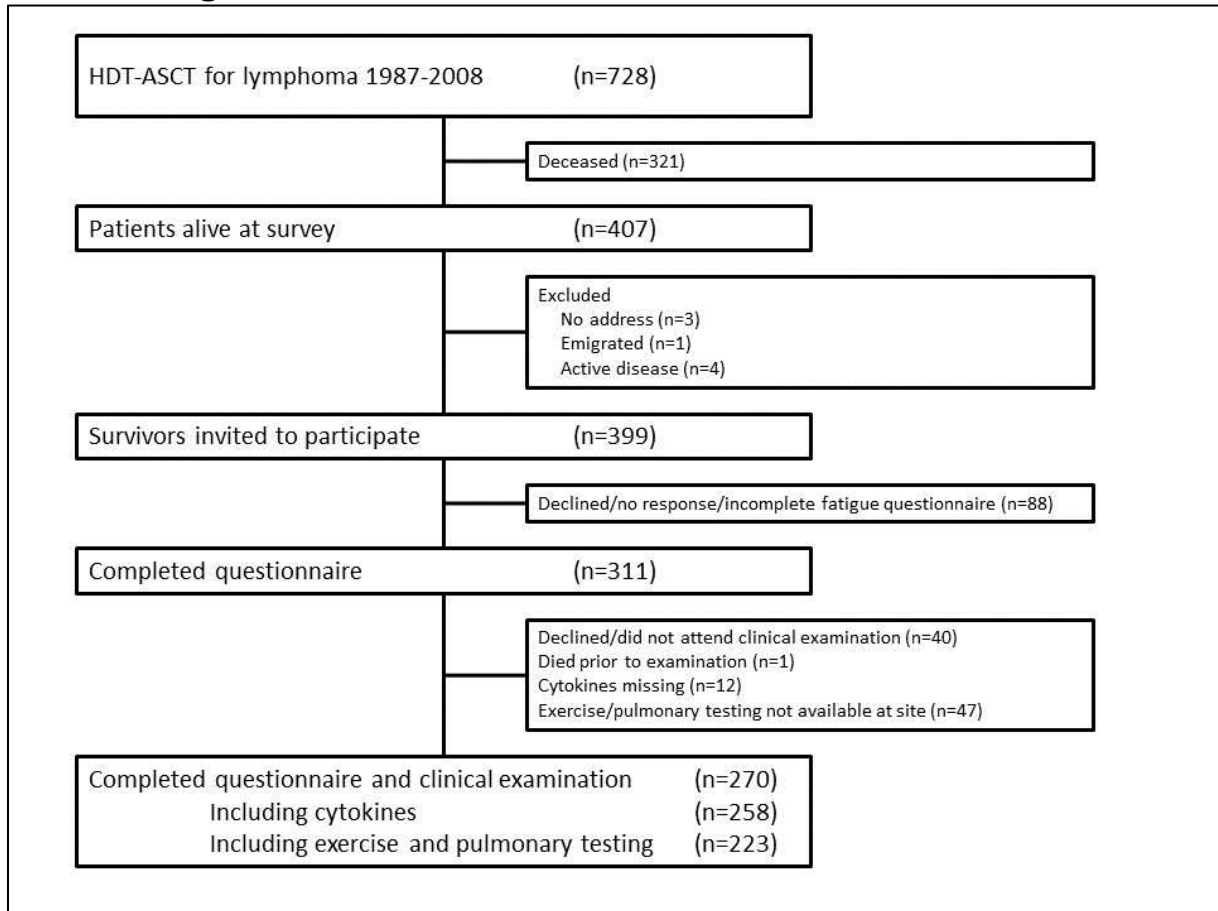 HDT-ASCT for lymphoma 1987-2008 (n=728)
Deceased (n=321)
Patients alive at survey (n=407)
Excluded
No address (n=3)
Emigrated (n=1)
Active disease (n=4)
Survivors invited to participate (n=399)
Declined/no response/incomplete fatigue questionnaire (n=88)
Completed questionnaire (n=311)
Declined/did not attend clinical examination (n=40)
Died prior to examination (n=1)
Cytokines missing (n=12)
Exercise/pulmonary testing not available at site (n=47)
Completed questionnaire and clinical examination (n=270)
Including cytokines (n=258)
Including exercise and pulmonary testing (n=223)